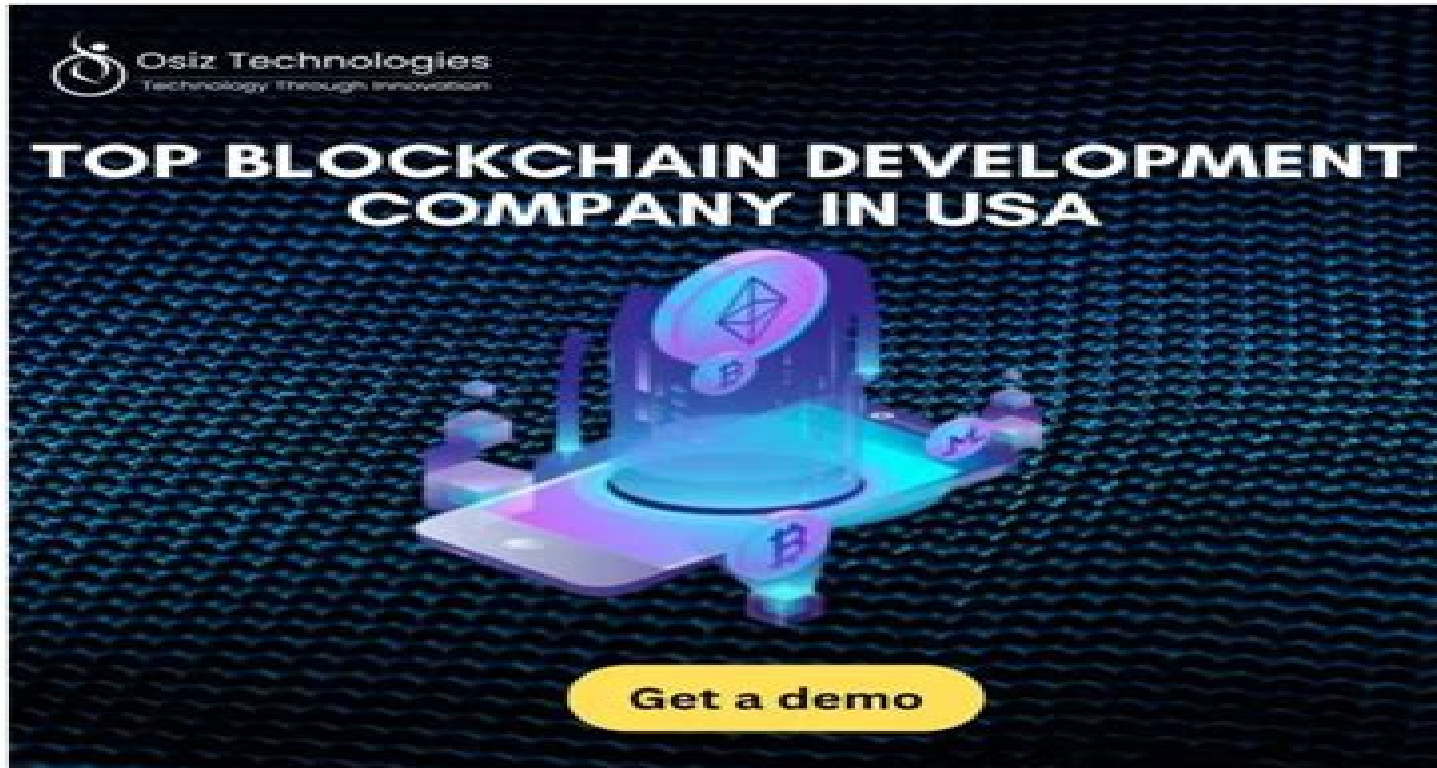 Osiz Technologies
Technology Through Innovation
TOP BLOCKCHAIN DEVELOPMENT
COMPANY IN USA
Get a demo